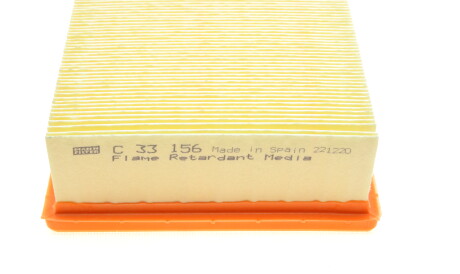 C 33 156 Made in Spain 221220
Flame Retardant Media